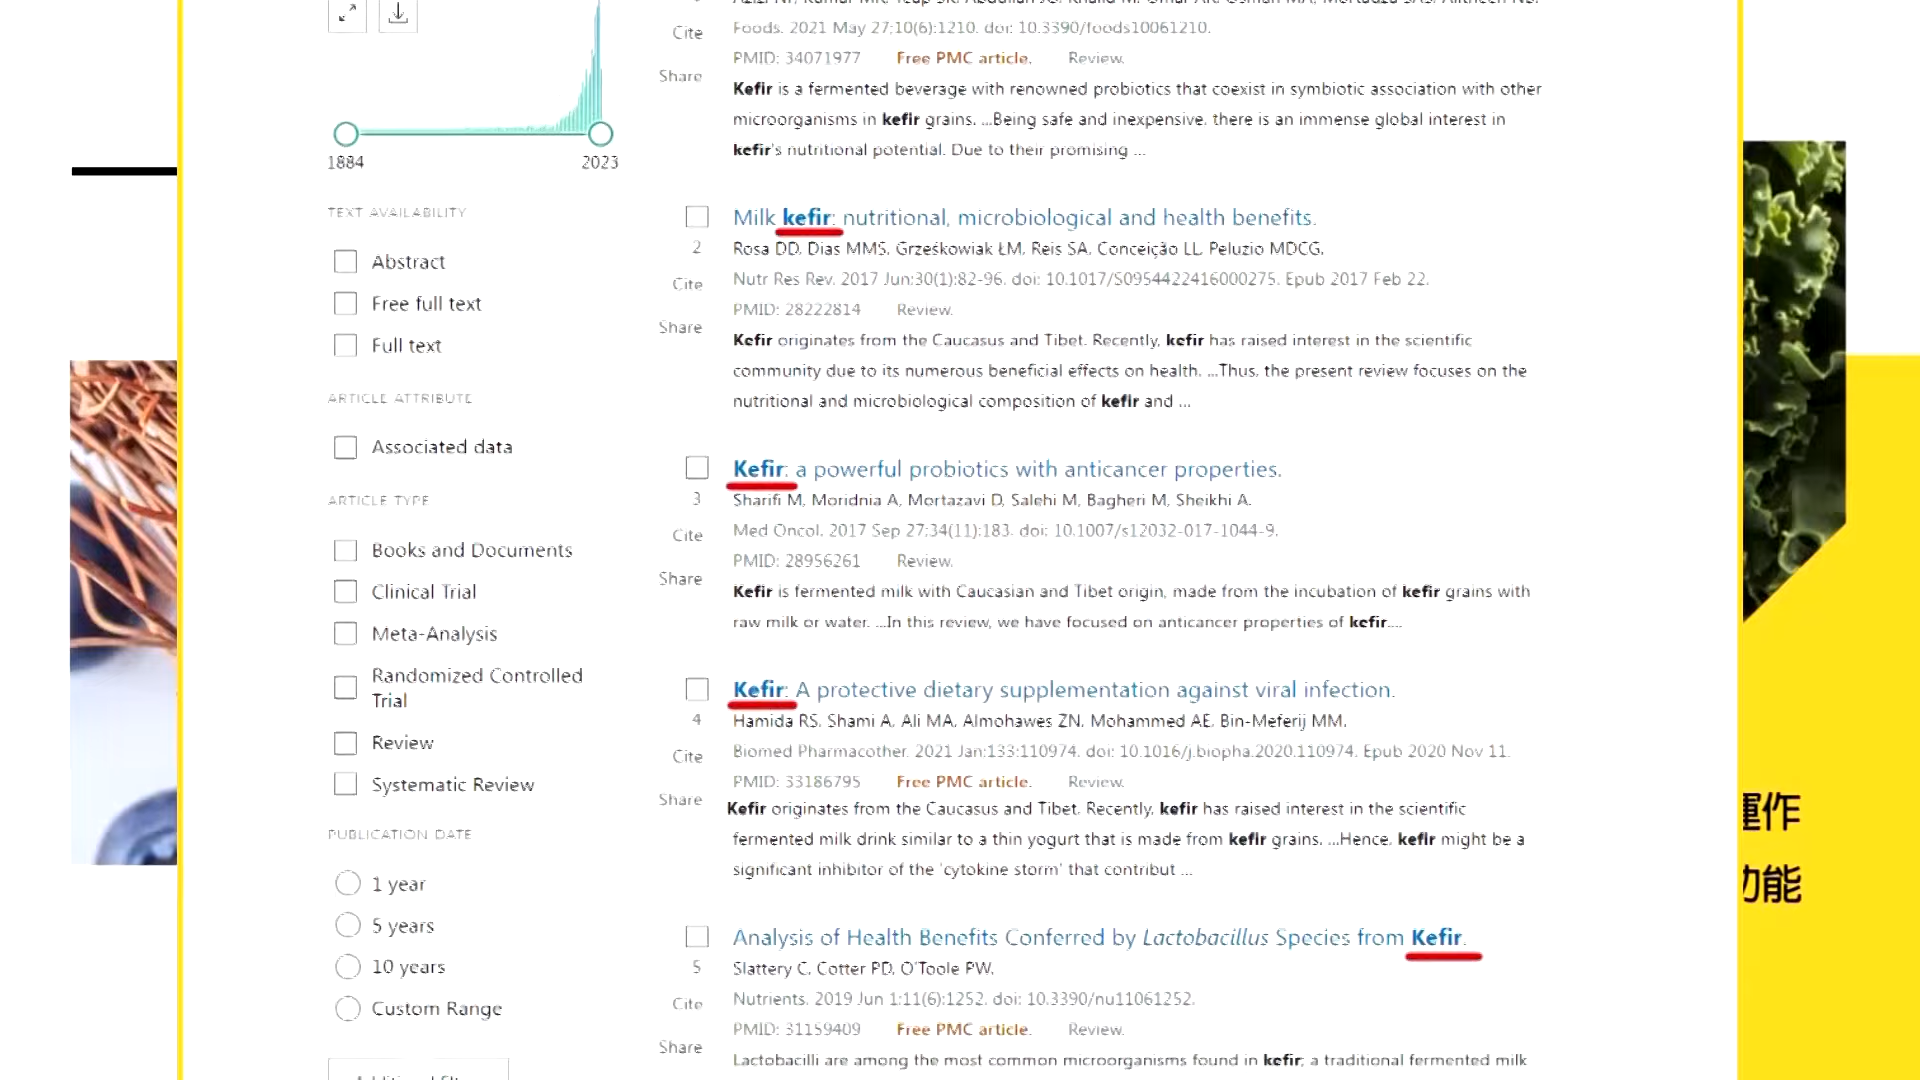 Cite
Foods. 2021 May 27;10(6):1210. doi: 10.3390/foods10061210.
PMID: 34071977 Free PMC article. Review.
Share
Kefir is a fermented beverage with renowned probiotics that coexist in symbiotic association with other
microorganisms in kefir grains. ...Being safe and inexpensive, there is an immense global interest in
kefir's nutritional potential. Due to their promising ...
1884 2023
TEXT AVAILABILITY
Abstract
Free full text
Full text
ARTICLE ATTRIBUTE
Associated data
ARTICLE TYPE
Books and Documents
Clinical Trial
Meta-Analysis
Randomized Controlled
Trial
Review
Systematic Review
PUBLICATION DATE
1 year
5 years
10 years
Custom Range
Milk kefir: nutritional, microbiological and health benefits.
2
Rosa DD, Dias MMS, Grześkowiak ŁM, Reis SA, Conceição LL, Peluzio MDCG.
Cite
Nutr Res Rev. 2017 Jun;30(1):82-96. doi: 10.1017/S0954422416000275. Epub 2017 Feb 22.
PMID: 28222814 Review.
Share
Kefir originates from the Caucasus and Tibet. Recently, kefir has raised interest in the scientific
community due to its numerous beneficial effects on health. ...Thus, the present review focuses on the
nutritional and microbiological composition of kefir and ...
Kefir: a powerful probiotics with anticancer properties.
3
Sharifi M, Moridnia A, Mortazavi D, Salehi M, Bagheri M, Sheikhi A.
Cite
Med Oncol. 2017 Sep 27;34(11):183. doi: 10.1007/s12032-017-1044-9.
PMID: 28956261 Review.
Share
Kefir is fermented milk with Caucasian and Tibet origin, made from the incubation of kefir grains with
raw milk or water. ...In this review, we have focused on anticancer properties of kefir....
Kefir: A protective dietary supplementation against viral infection.
4
Hamida RS, Shami A, Ali MA, Almohawes ZN, Mohammed AE, Bin-Meferij MM.
Cite
Biomed Pharmacother. 2021 Jan;133:110974. doi: 10.1016/j.biopha.2020.110974. Epub 2020 Nov 11.
PMID: 33186795 Free PMC article. Review.
Share
Kefir originates from the Caucasus and Tibet. Recently, kefir has raised interest in the scientific
fermented milk drink similar to a thin yogurt that is made from kefir grains. ...Hence, kefir might be a
significant inhibitor of the 'cytokine storm' that contribut ...
Analysis of Health Benefits Conferred by Lactobacillus Species from Kefir.
5
Slattery C, Cotter PD, O'Toole PW.
Cite
Nutrients. 2019 Jun 1;11(6):1252. doi: 10.3390/nu11061252.
PMID: 31159409 Free PMC article. Review.
Share
Lactobacilli are among the most common microorganisms found in kefir; a traditional fermented milk
運作
功能